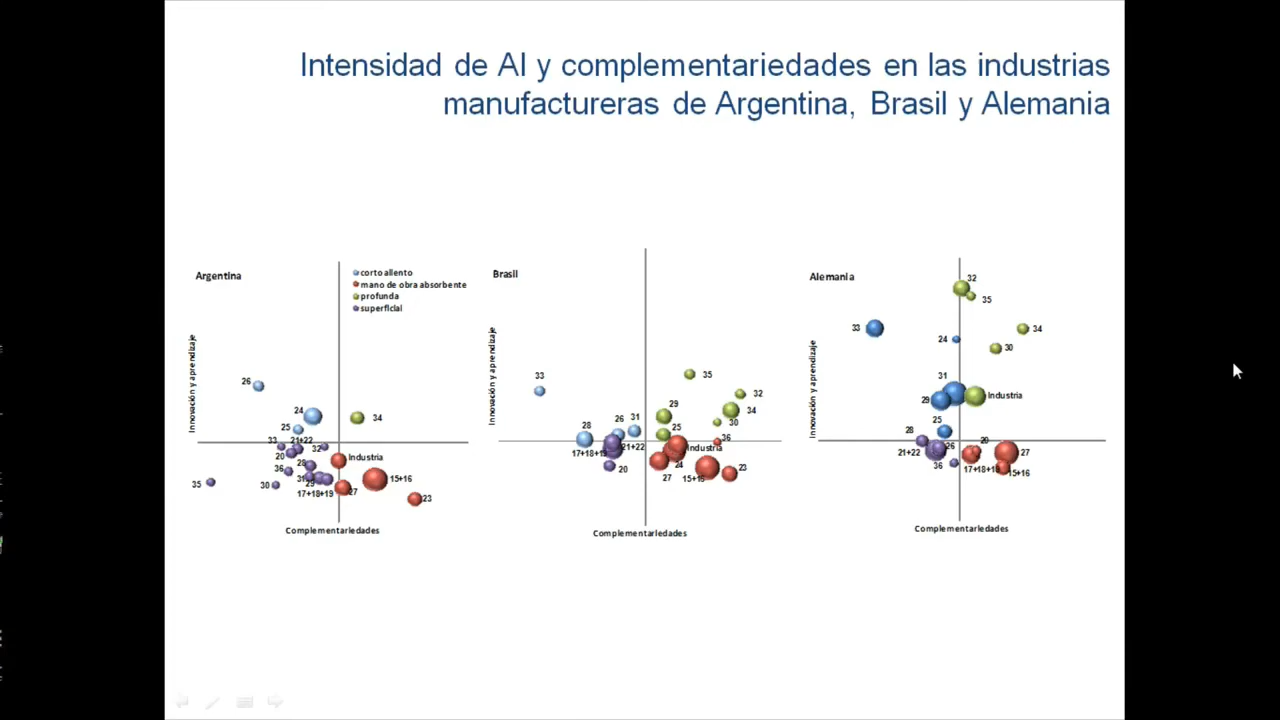 Intensidad de AI y complementariedades en las industrias
manufactureras de Argentina, Brasil y Alemania
Argentina
corto aliento
mano de obra absorbente
profunda
superficial
Innovación y aprendizaje
26
24
25
34
33
21+22
32
20
Industria
36
28
35
30
31
29
15+16
17+18+19
27
23
Complementariedades
Brasil
Innovación y aprendizaje
33
35
32
29
34
26
31
30
28
25
36
17+18+19
21+22
Industria
20
24
23
27
15+16
Complementariedades
Alemania
Innovación y aprendizaje
32
35
33
34
24
30
31
29
Industria
25
28
26
20
21+22
27
36
17+18+19
15+16
Complementariedades